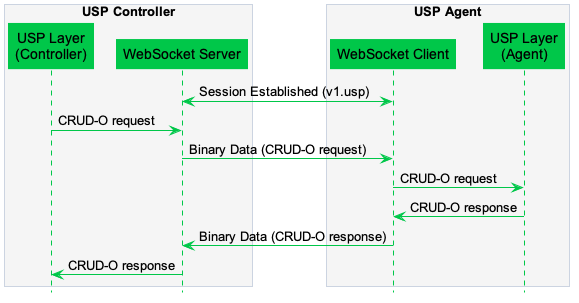 USP Controller
USP Agent
USP Layer
(Controller)
WebSocket Server
WebSocket Client
USP Layer
(Agent)
Session Established (v1.usp)
CRUD-O request
Binary Data (CRUD-O request)
CRUD-O request
CRUD-O response
Binary Data (CRUD-O response)
CRUD-O response